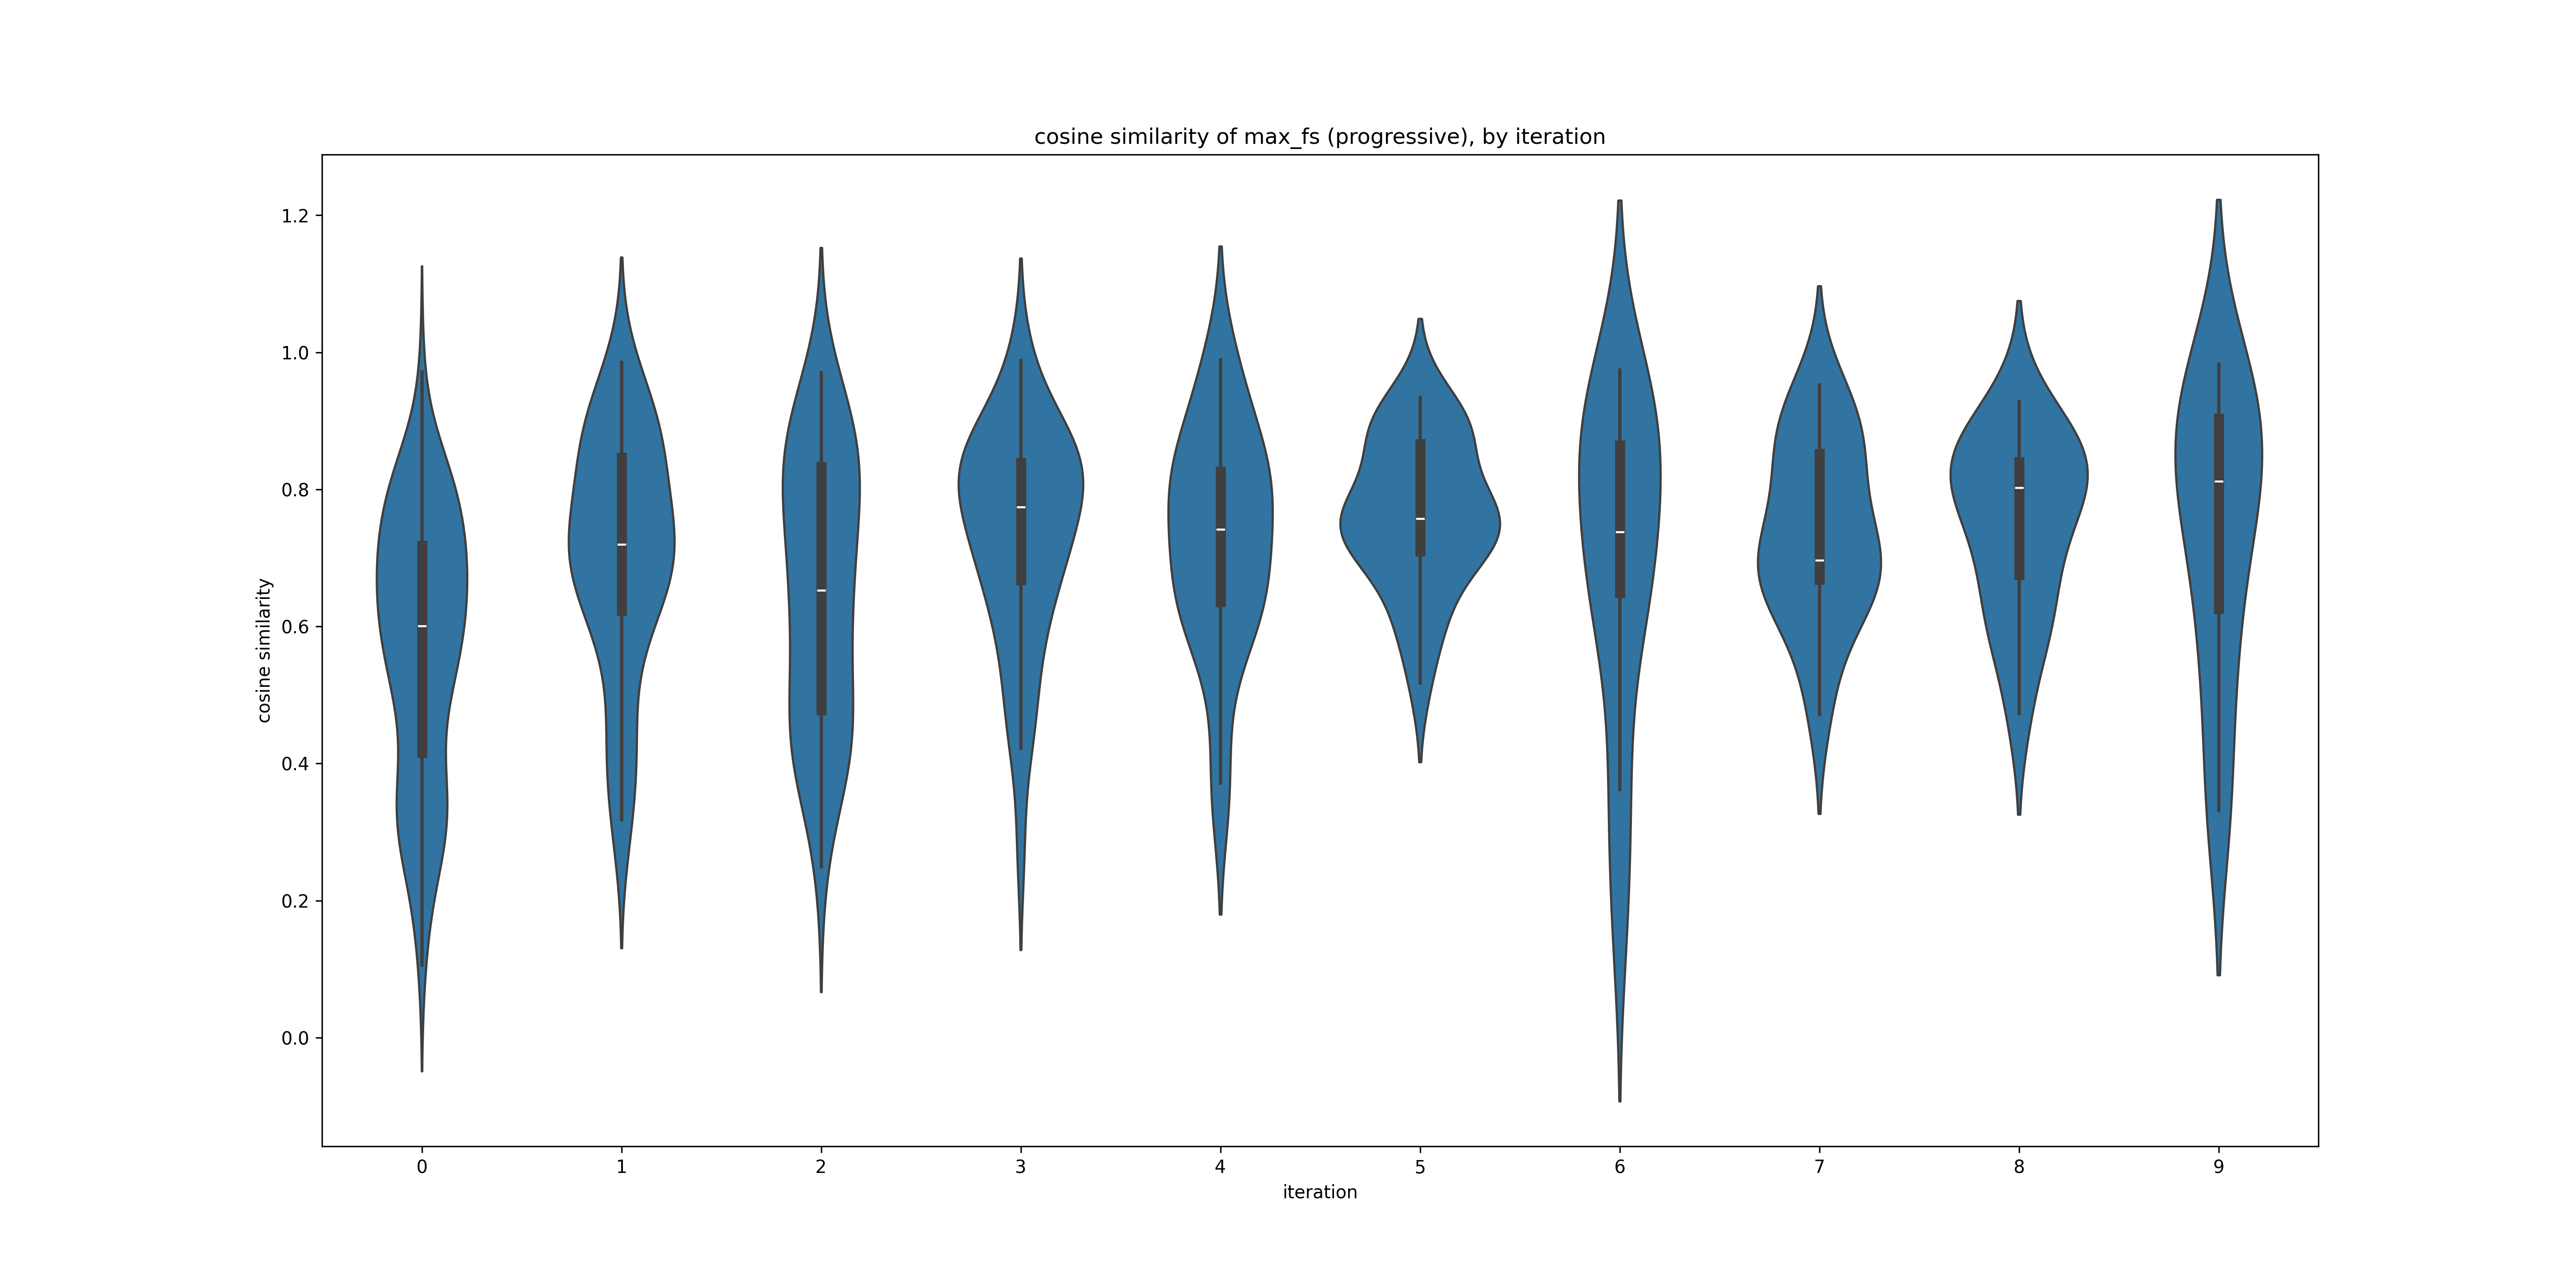 cosine similarity of max_fs (progressive), by iteration
1.2
1.0
0.8
0.6
0.4
0.2
0.0
cosine similarity
0 1 2 3 4 5 6 7 8 9
iteration